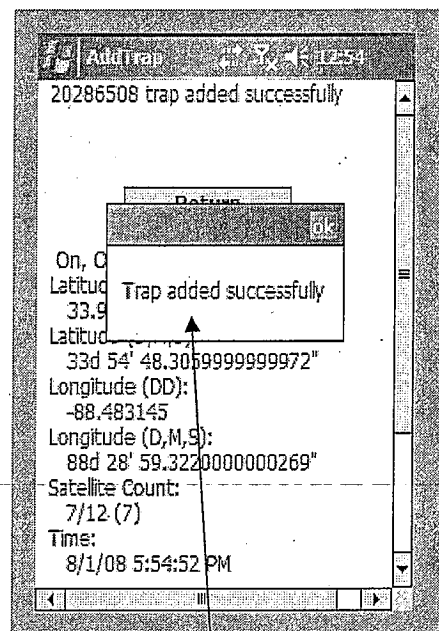 AddTrap 12:54
20286508 trap added successfully
Return
ok
Trap added successfully
On,
Latitud
33.9
Latitud
33d 54' 48.3059999999972"
Longitude (DD):
-88.483145
Longitude (D,M,S):
88d 28' 59.3220000000269"
Satellite Count:
7/12 (7)
Time:
8/1/08 5:54:52 PM